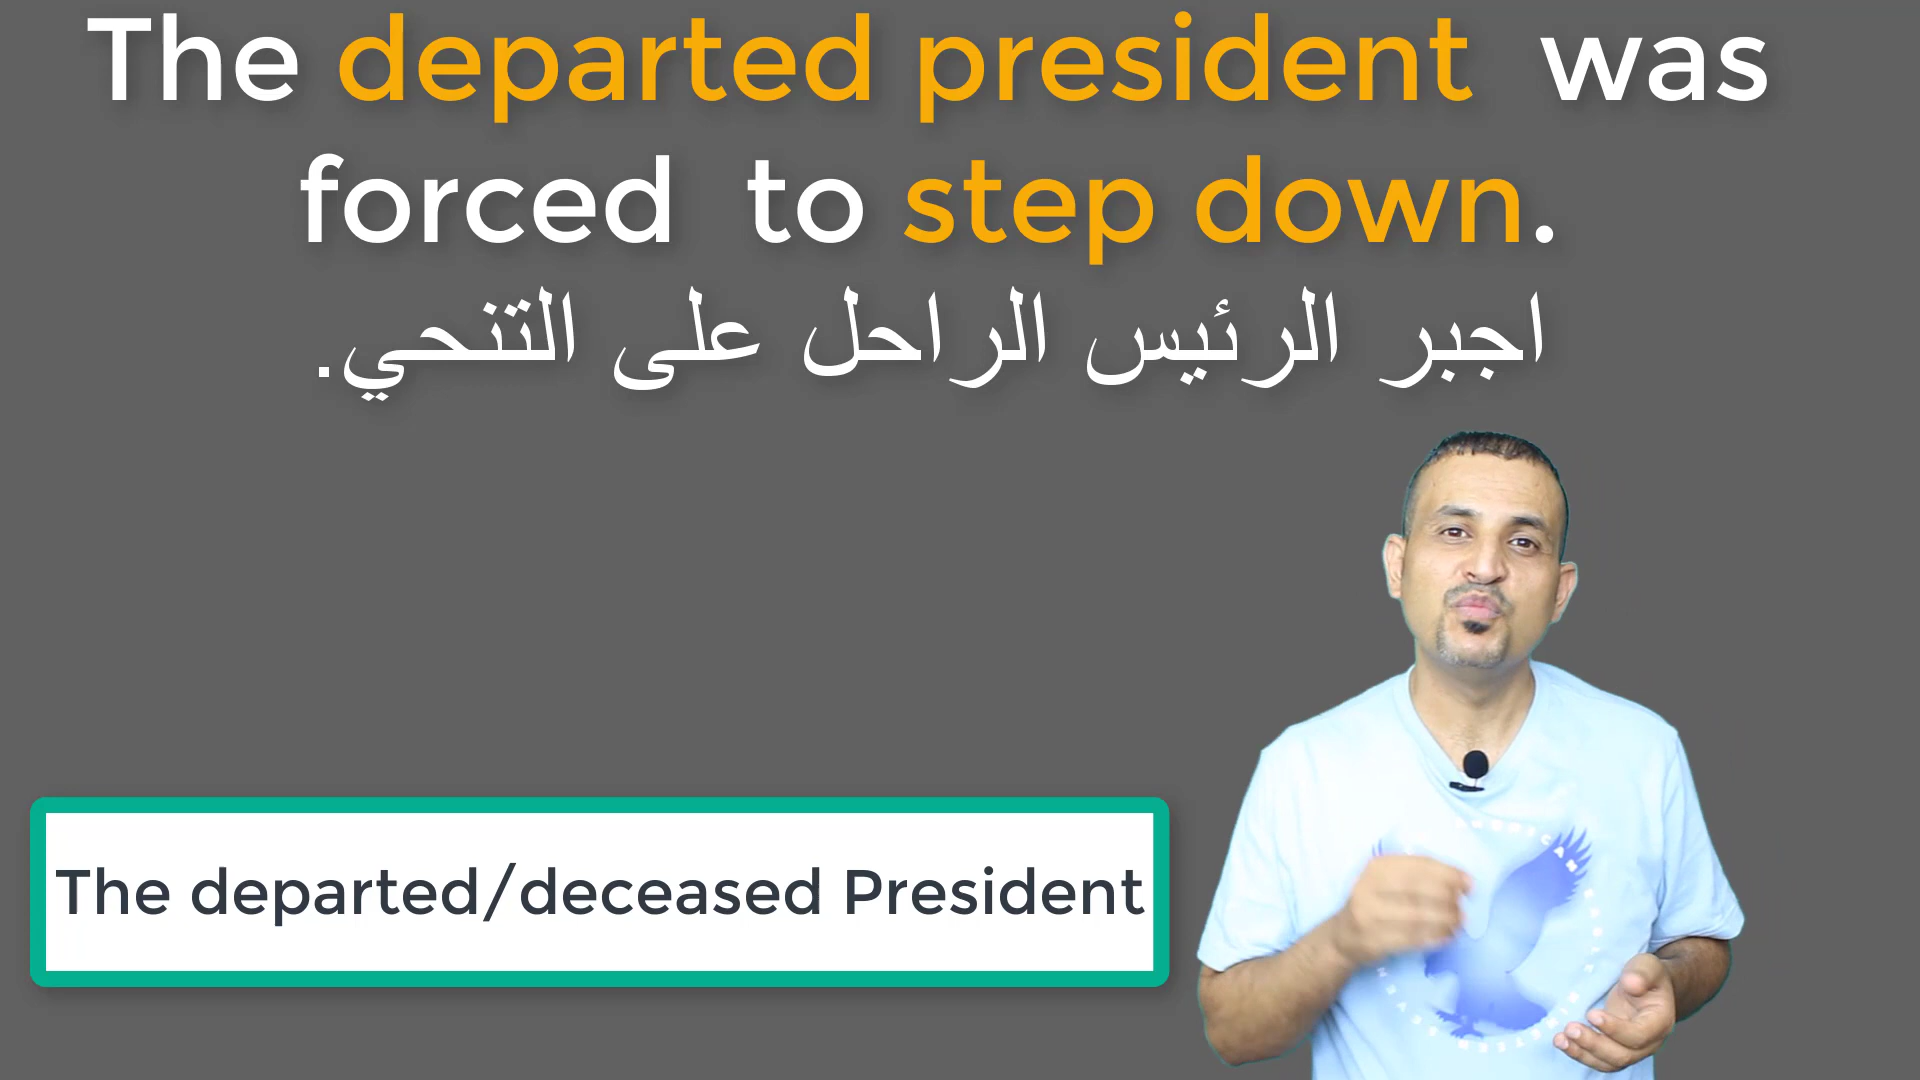 The departed president was
forced to step down.
اجبر الرئيس الراحل على التنحي.
The departed/deceased President